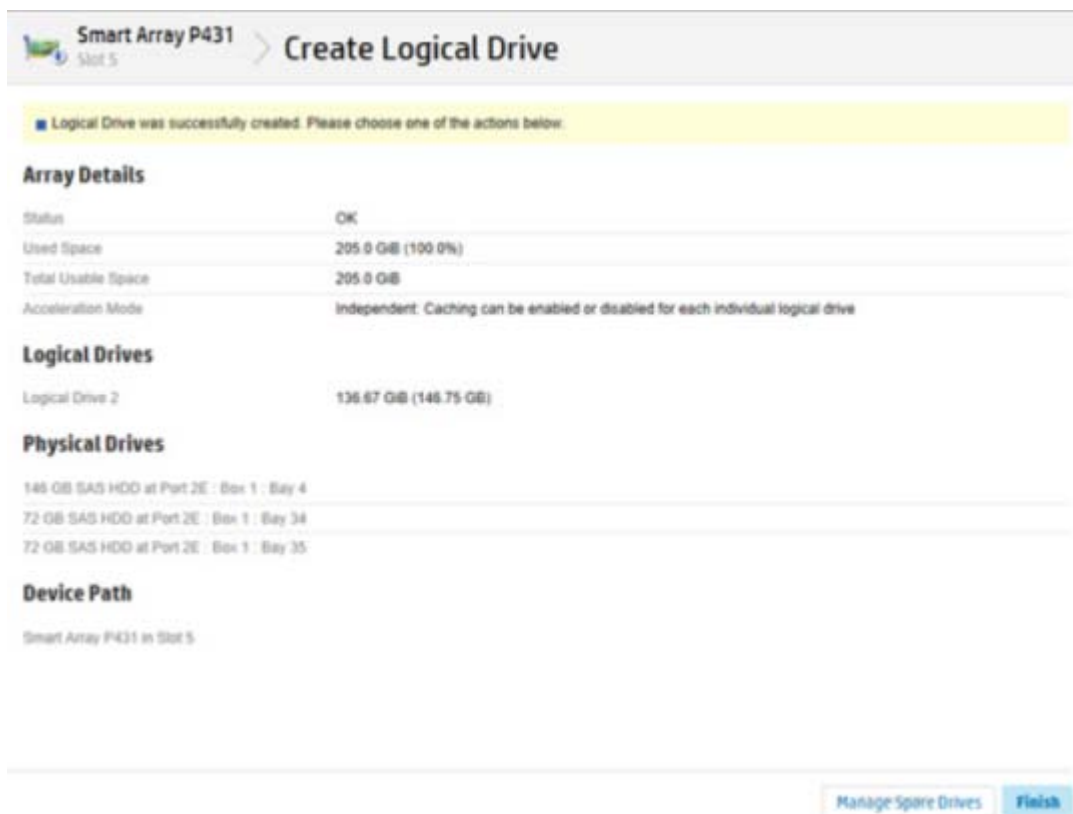 Smart Array P431
Slot 5
Create Logical Drive
Logical Drive was successfully created. Please choose one of the actions below.
Array Details
Status OK
Used Space 205.0 GiB (100.0%)
Total Usable Space 205.0 GiB
Acceleration Mode Independent: Caching can be enabled or disabled for each individual logical drive
Logical Drives
Logical Drive 2 136.67 GiB (146.75 GB)
Physical Drives
146 GB SAS HDD at Port 2E : Box 1 : Bay 4
72 GB SAS HDD at Port 2E : Box 1 : Bay 34
72 GB SAS HDD at Port 2E : Box 1 : Bay 35
Device Path
Smart Array P431 in Slot 5
Manage Spare Drives Finish